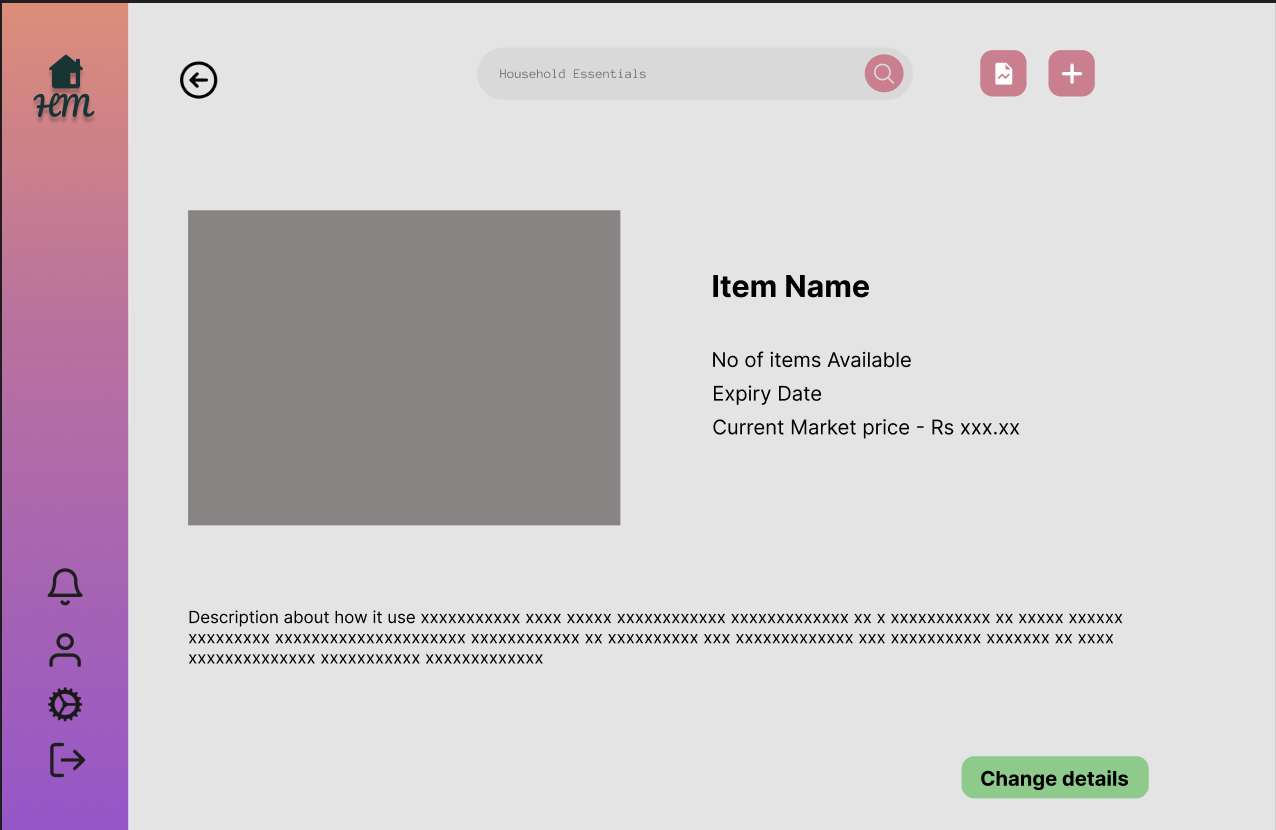 HM
Household Essentials
Item Name
No of items Available
Expiry Date
Current Market price - Rs xxx.xx
Description about how it use xxxxxxxxxxx xxxx xxxxx xxxxxxxxxxxx xxxxxxxxxxxxx xx x xxxxxxxxxxx xx xxxxx xxxxxx
xxxxxxxxx xxxxxxxxxxxxxxxxxxxxx xxxxxxxxxxxx xx xxxxxxxxxx xxx xxxxxxxxxxxxx xxx xxxxxxxxxx xxxxxxx xx xxxx
xxxxxxxxxxxxxx xxxxxxxxxxx xxxxxxxxxxxxx
Change details